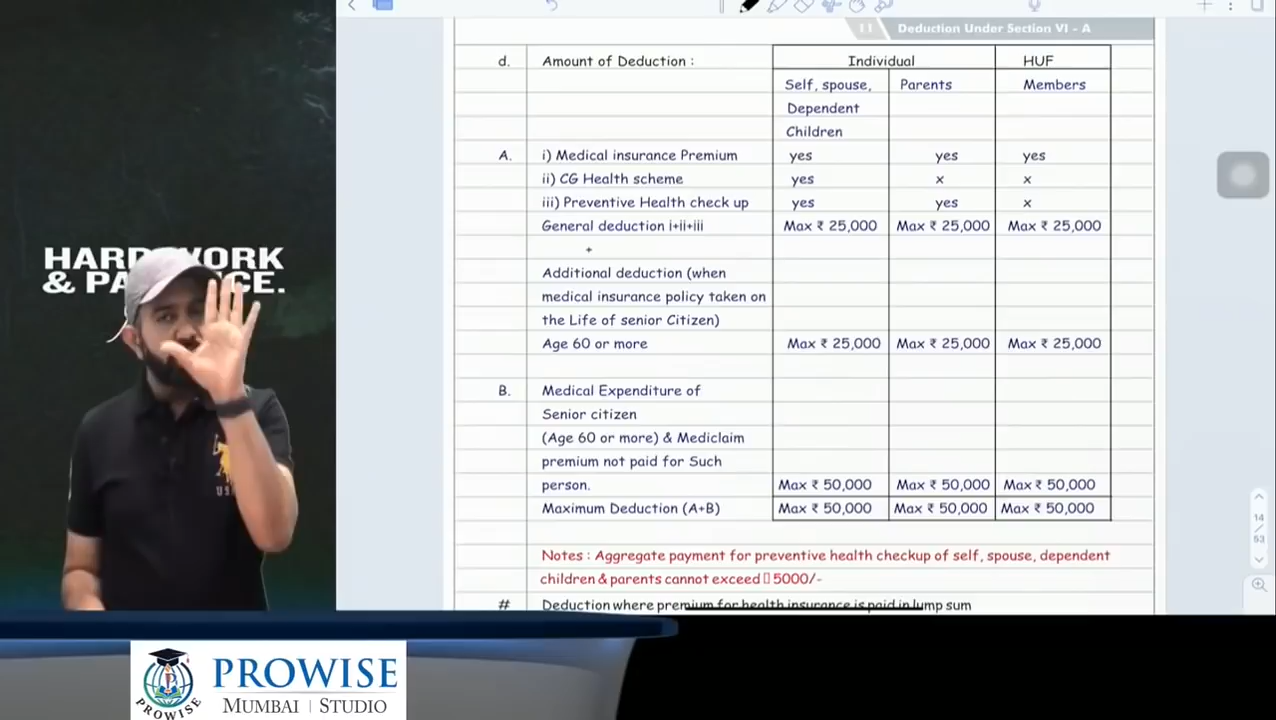 11 Deduction Under Section VI - A
d. Amount of Deduction : Individual HUF
Self, spouse, Parents Members
Dependent
Children
A. i) Medical insurance Premium yes yes yes
ii) CG Health scheme yes x x
iii) Preventive Health check up yes yes x
General deduction i+ii+iii Max ₹ 25,000 Max ₹ 25,000 Max ₹ 25,000
+
Additional deduction (when
medical insurance policy taken on
the Life of senior Citizen)
Age 60 or more Max ₹ 25,000 Max ₹ 25,000 Max ₹ 25,000
B. Medical Expenditure of
Senior citizen
(Age 60 or more) & Mediclaim
premium not paid for Such
person. Max ₹ 50,000 Max ₹ 50,000 Max ₹ 50,000
Maximum Deduction (A+B) Max ₹ 50,000 Max ₹ 50,000 Max ₹ 50,000
Notes : Aggregate payment for preventive health checkup of self, spouse, dependent
children & parents cannot exceed ▯ 5000/-
# Deduction where premium for health insurance is paid in lump sum
14
/
53
HARD WORK
& PA CE.
US
PROWISE
MUMBAI | STUDIO
PROWISE